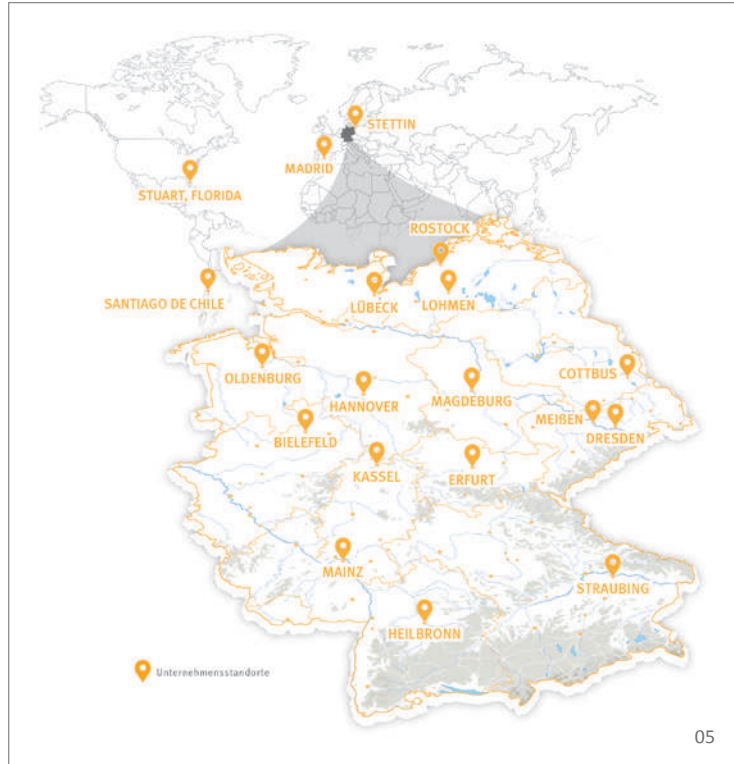 STETTIN
MADRID
STUART, FLORIDA
ROSTOCK
SANTIAGO DE CHILE
LÜBECK
LOHMEN
OLDENBURG
COTTBUS
HANNOVER
MAGDEBURG
MEIßEN
DRESDEN
BIELEFELD
KASSEL
ERFURT
MAINZ
STRAUBING
HEILBRONN
Unternehmensstandorte
05